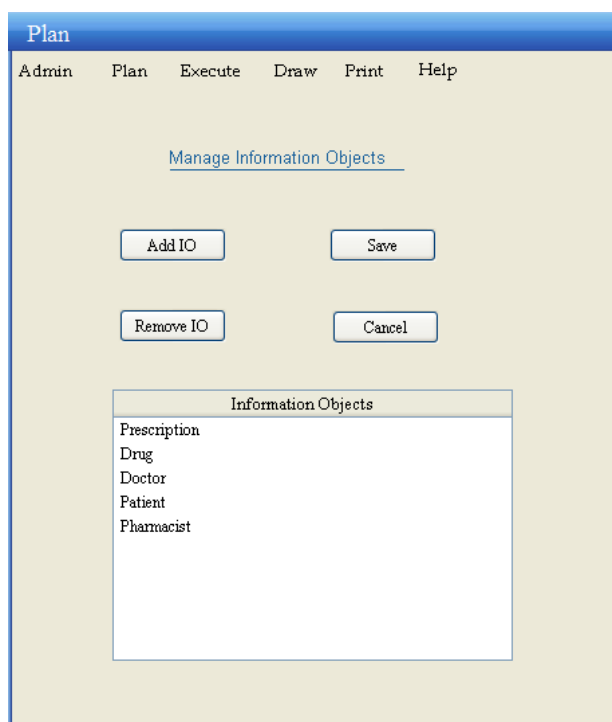 Plan
Admin Plan Execute Draw Print Help
Manage Information Objects
Add IO Save
Remove IO Cancel
Information Objects
Prescription
Drug
Doctor
Patient
Pharmacist